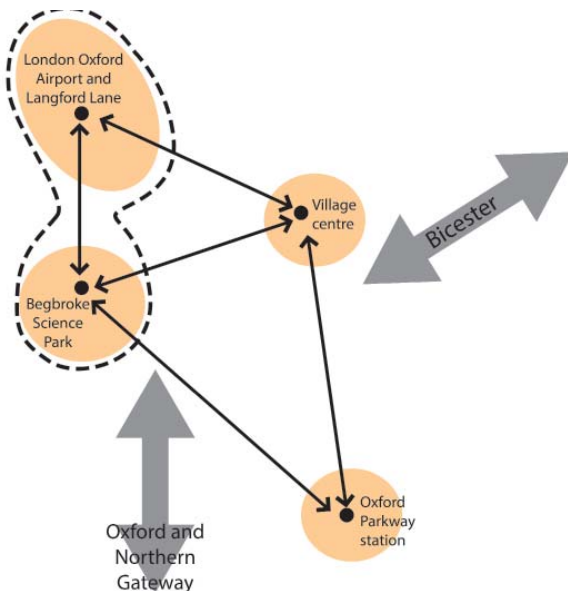 London Oxford
Airport and
Langford Lane
Village
centre
Bicester
Begbroke
Science
Park
Oxford
Parkway
station
Oxford and
Northern
Gateway